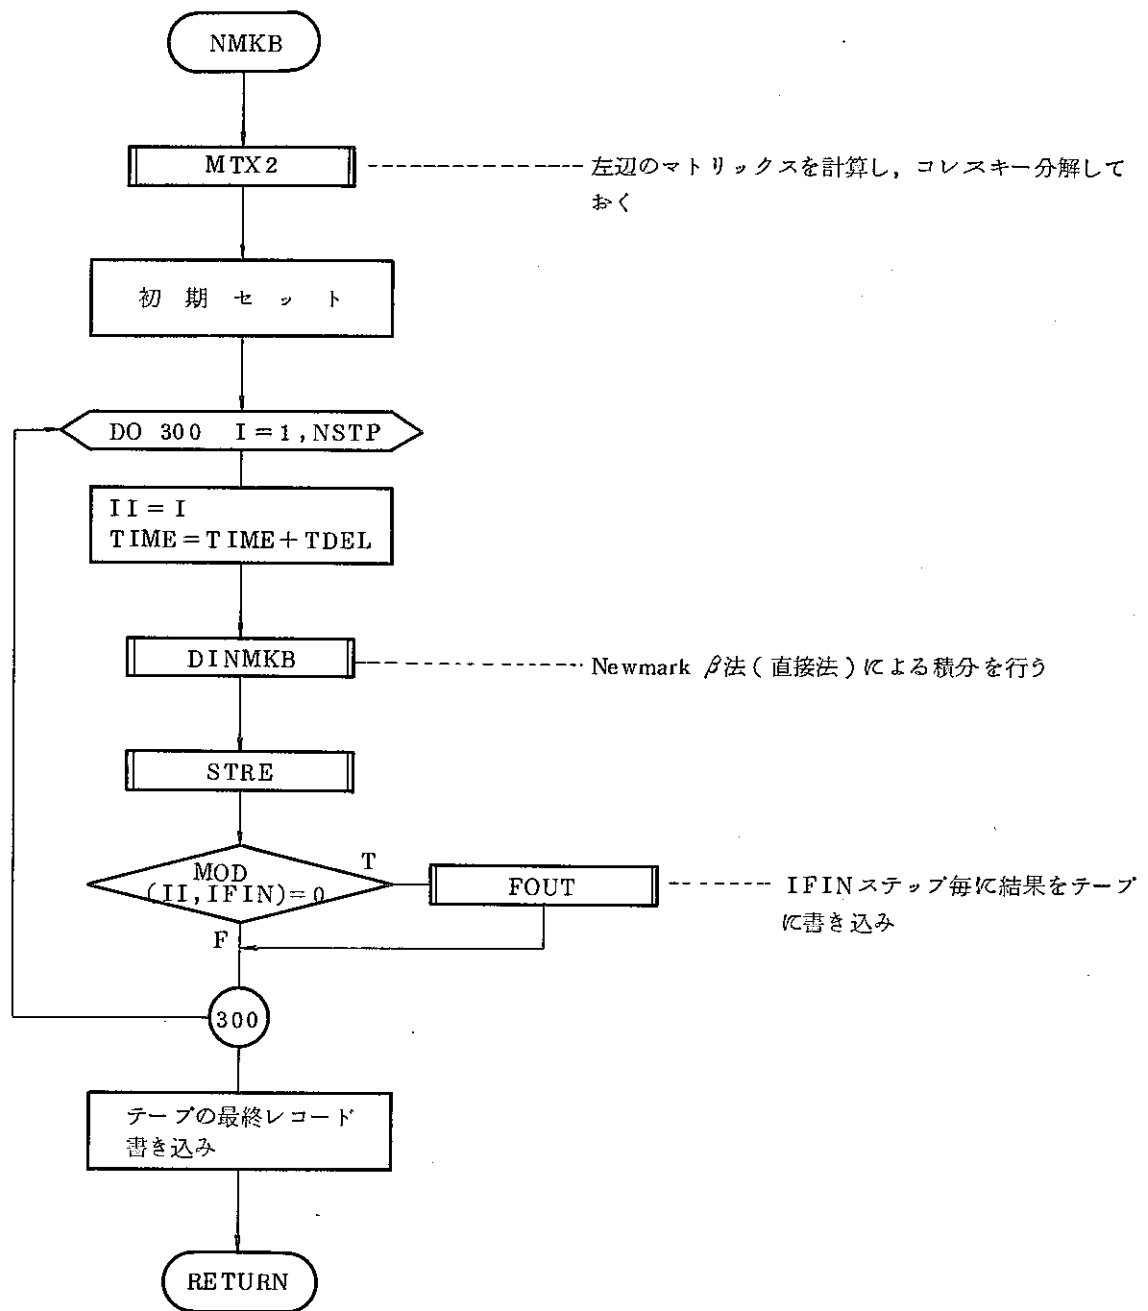 NMKB
MTX2
左辺のマトリックスを計算し,コレスキー分解して
おく
初期セット
DO 300 I=1,NSTP
II=I
TIME=TIME+TDEL
DINMKB
Newmark β法(直接法)による積分を行う
STRE
MOD
(II,IFIN)=0
T
FOUT
IFINステップ毎に結果をテープ
に書き込み
F
300
テープの最終レコード
書き込み
RETURN